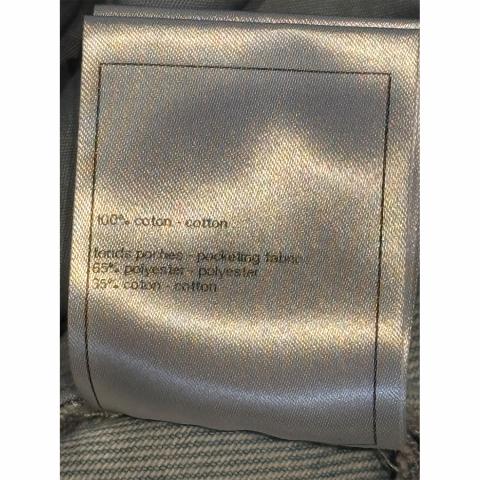 100% coton - cotton
fonds poches - pocketing fabric
65% polyester - polyester
35% coton - cotton